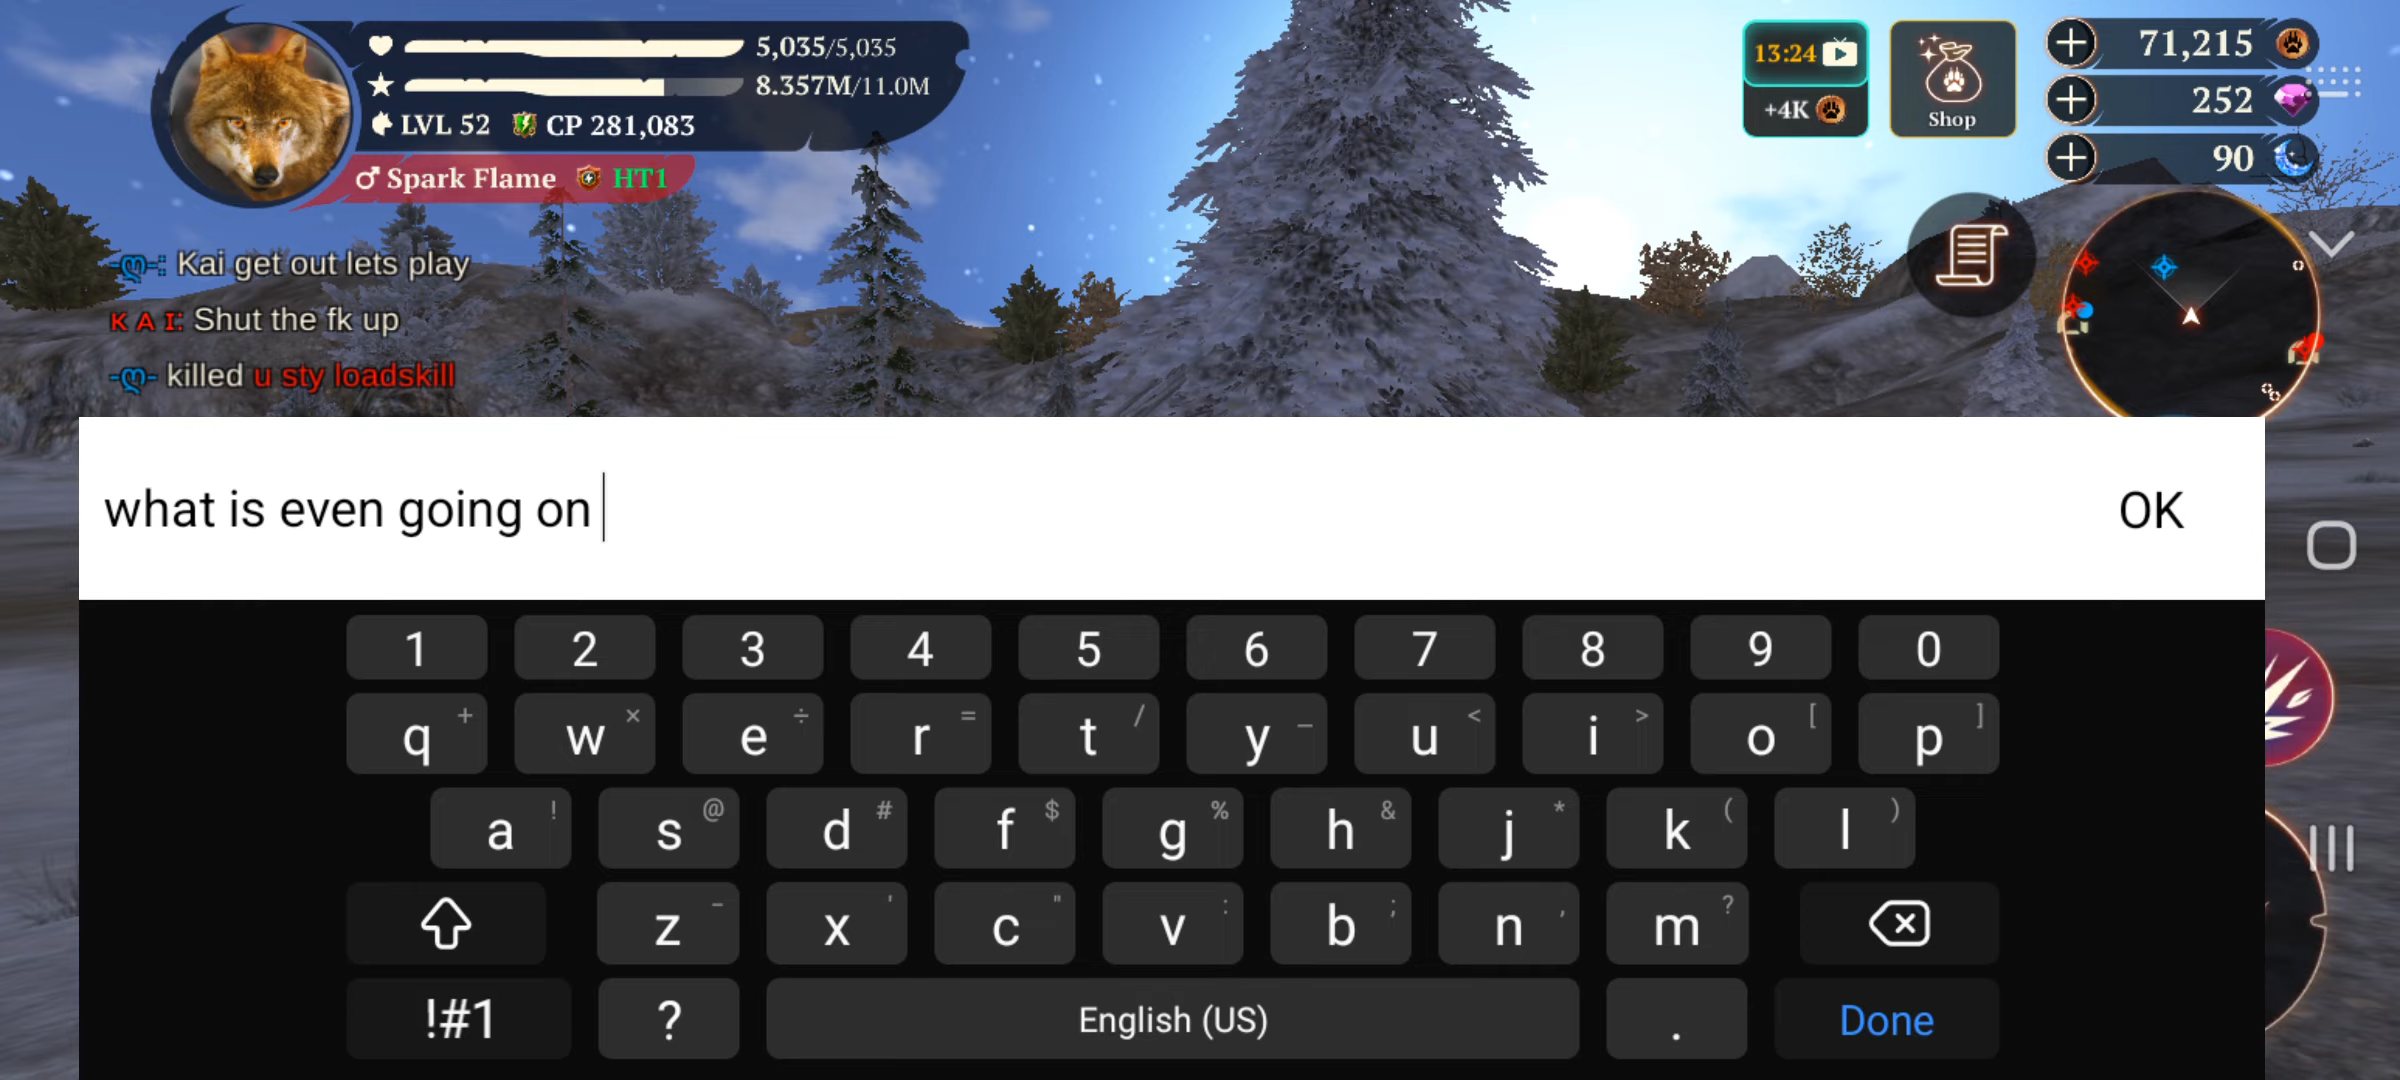 5,035/5,035
8.357M/11.0M
LVL 52 CP 281,083
Spark Flame HT1
13:24
+4K
Shop
71,215
252
90
-ლ-: Kai get out lets play
K A I: Shut the fk up
-ლ- killed u sty loadskill
what is even going on
OK
1 2 3 4 5 6 7 8 9 0
q + w × e ÷ r = t / y _ u < i > o [ p ]
a ! s @ d # f $ g % h & j * k ( l )
z - x ' c " v : b ; n , m ?
!#1 ? English (US) . Done